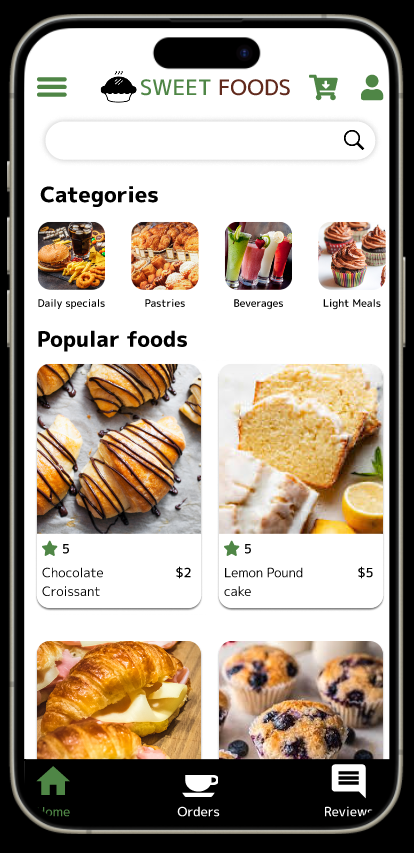 SWEET FOODS
Categories
Daily specials
Pastries
Beverages
Light Meals
Popular foods
5
Chocolate
Croissant
$2
5
Lemon Pound
cake
$5
Home
Orders
Reviews